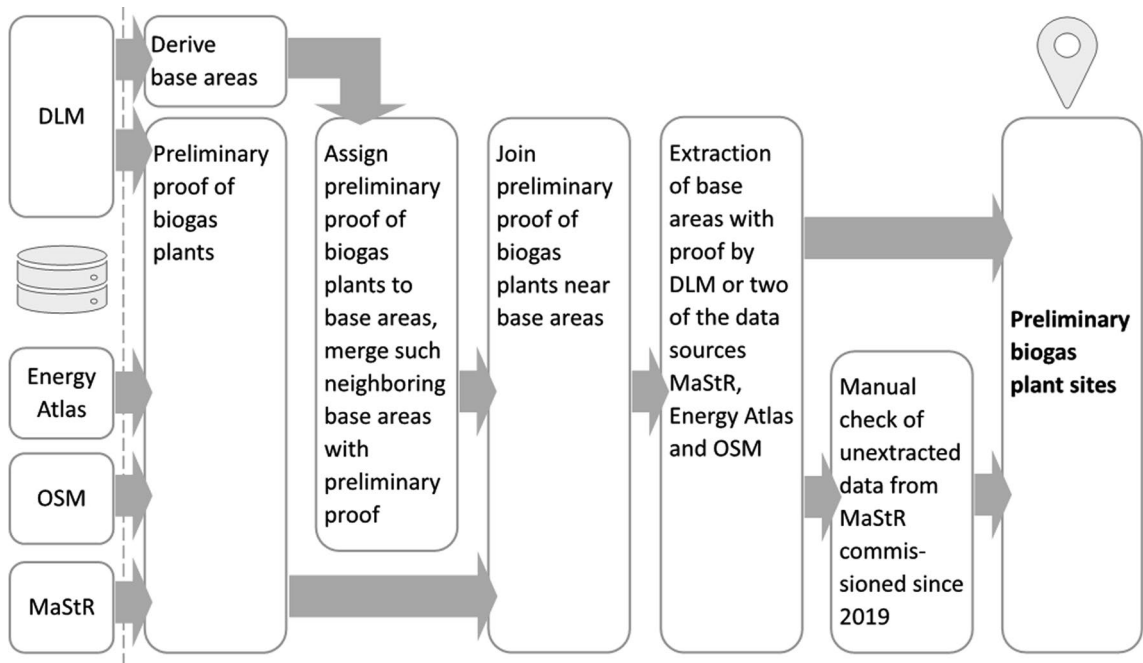 DLM
Energy
Atlas
OSM
MaStR
Derive
base areas
Preliminary
proof of
biogas
plants
Assign
preliminary
proof of
biogas
plants to
base areas,
merge such
neighboring
base areas
with
preliminary
proof
Join
preliminary
proof of
biogas
plants near
base areas
Extraction
of base
areas with
proof by
DLM or two
of the data
sources
MaStR,
Energy Atlas
and OSM
Manual
check of
unextracted
data from
MaStR
commis-
sioned since
2019
Preliminary
biogas
plant sites